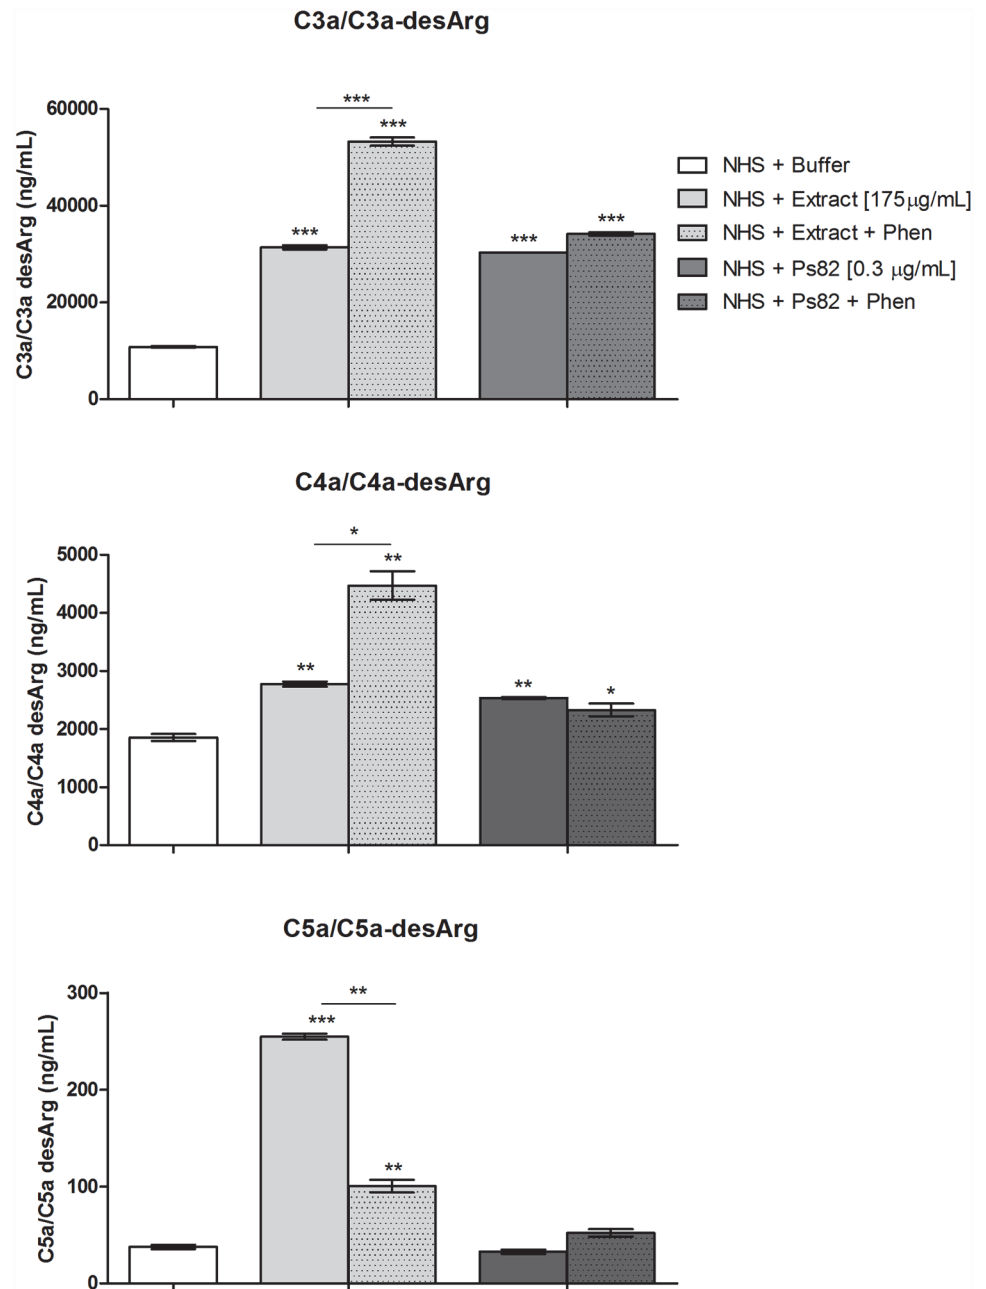 C3a/C3a-desArg
C3a/C3a desArg (ng/mL)
60000
40000
20000
0
***
***
***
***
***
NHS + Buffer
NHS + Extract [175µg/mL]
NHS + Extract + Phen
NHS + Ps82 [0.3 µg/mL]
NHS + Ps82 + Phen
C4a/C4a-desArg
C4a/C4a desArg (ng/mL)
5000
4000
3000
2000
1000
0
*
**
**
**
*
C5a/C5a-desArg
C5a/C5a desArg (ng/mL)
300
200
100
0
**
***
**